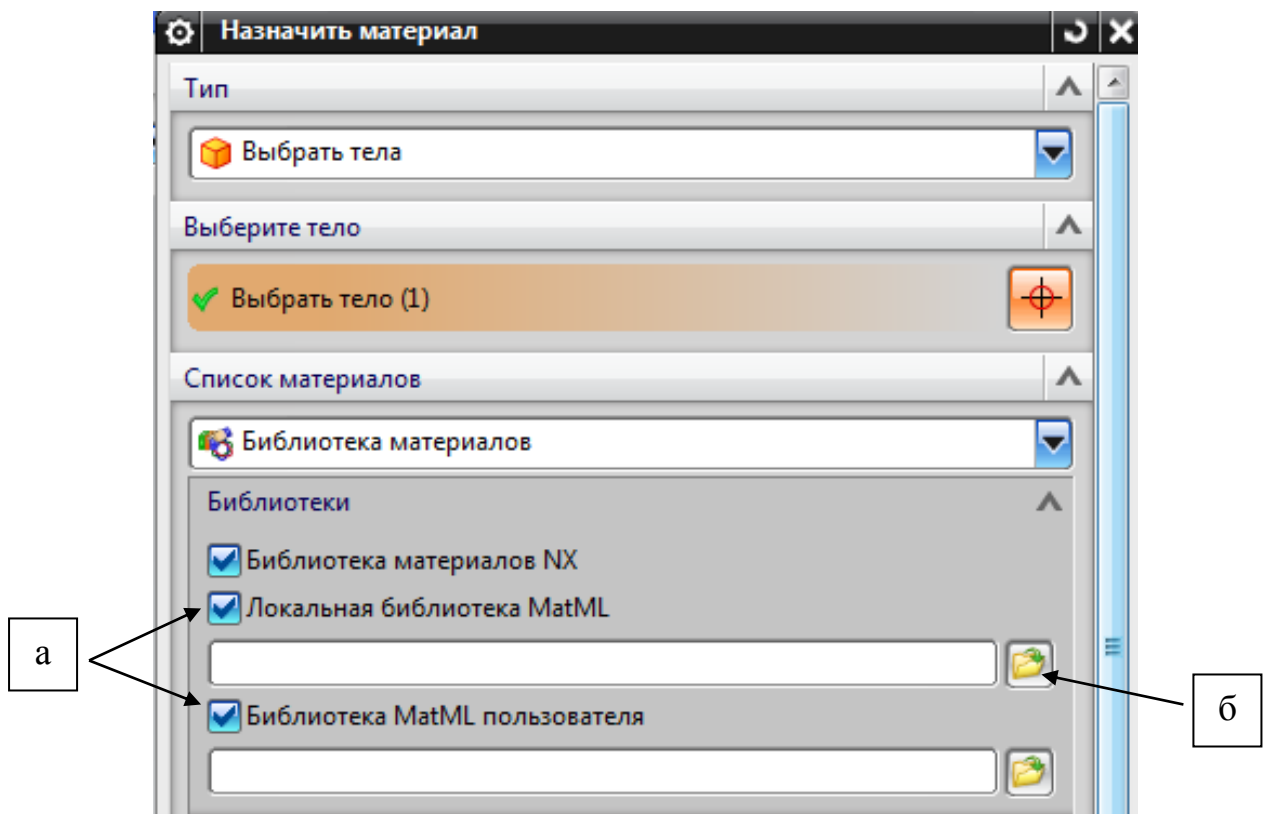 Назначить материал
Тип
Выбрать тела
Выберите тело
Выбрать тело (1)
Список материалов
Библиотека материалов
Библиотеки
Библиотека материалов NX
Локальная библиотека MatML
а
Библиотека MatML пользователя
б